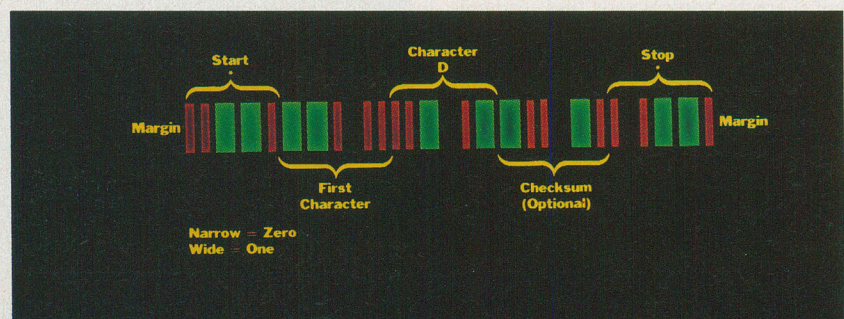 Start
*
Character
D
Stop
*
Margin
Margin
First
Character
Checksum
(Optional)
Narrow = Zero
Wide = One